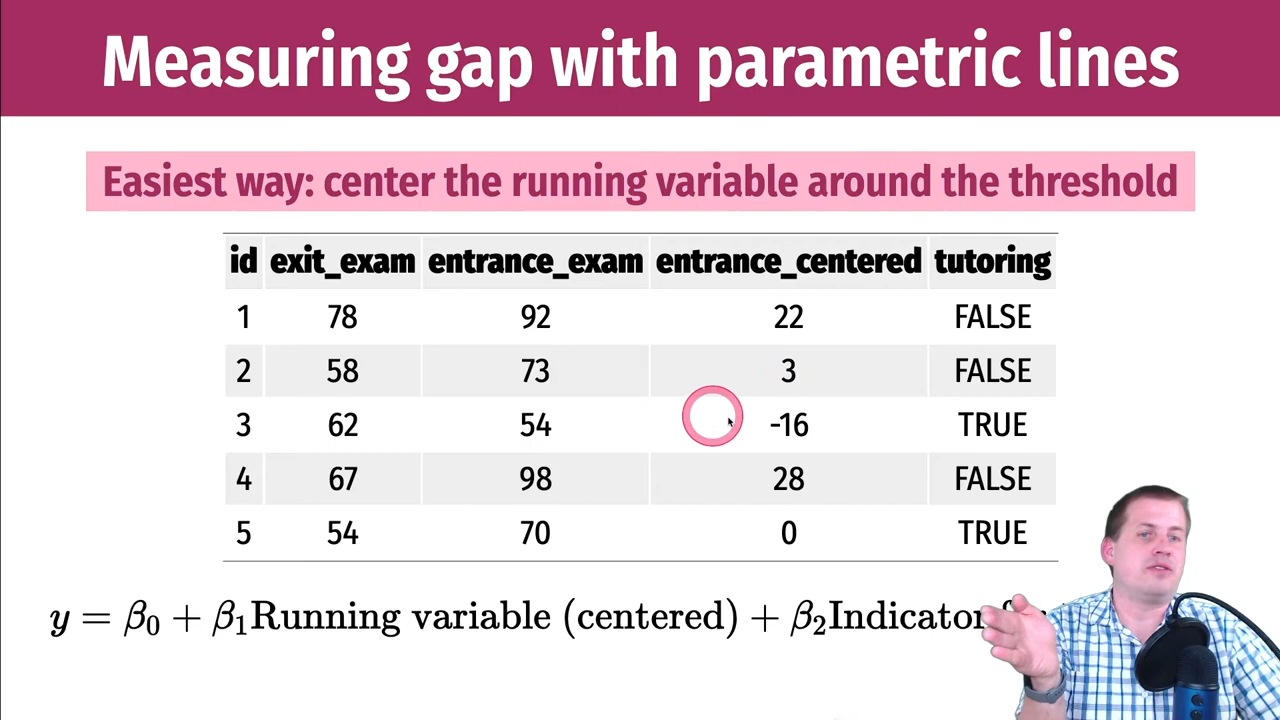 Measuring gap with parametric lines
Easiest way: center the running variable around the threshold
id exit_exam entrance_exam entrance_centered tutoring
1 78 92 22 FALSE
2 58 73 3 FALSE
3 62 54 -16 TRUE
4 67 98 28 FALSE
5 54 70 0 TRUE
y = β₀ + β₁Running variable (centered) + β₂Indicator